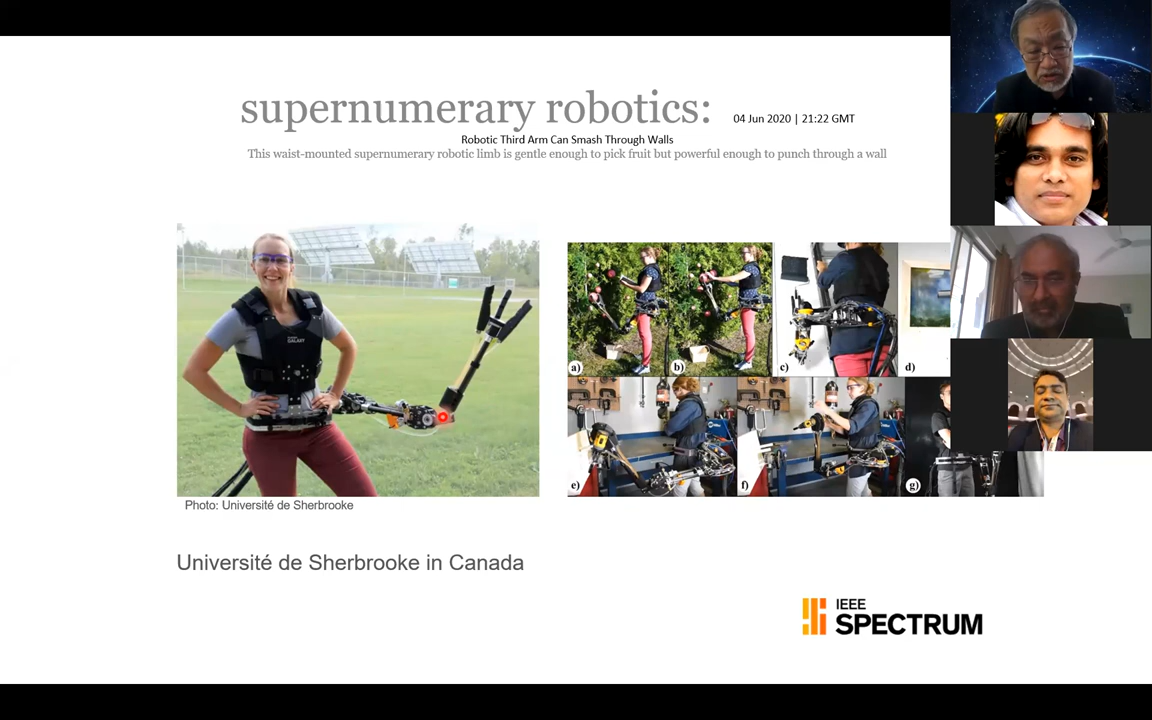 supernumerary robotics:
04 Jun 2020 | 21:22 GMT
Robotic Third Arm Can Smash Through Walls
This waist-mounted supernumerary robotic limb is gentle enough to pick fruit but powerful enough to punch through a wall
GALAXY
a)
b)
c)
d)
e)
f)
g)
Photo: Université de Sherbrooke
Université de Sherbrooke in Canada
IEEE
SPECTRUM